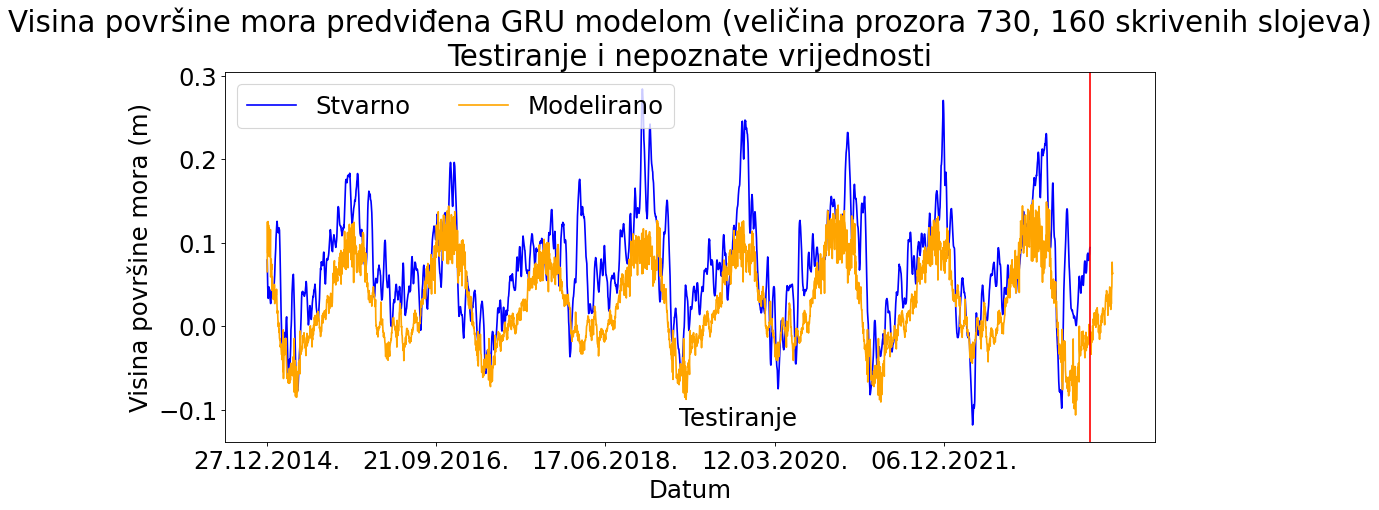 Visina površine mora predviđena GRU modelom (veličina prozora 730, 160 skrivenih slojeva)
Testiranje i nepoznate vrijednosti
Stvarno Modelirano
Visina površine mora (m)
0.3
0.2
0.1
0.0
−0.1
Testiranje
27.12.2014. 21.09.2016. 17.06.2018. 12.03.2020. 06.12.2021.
Datum